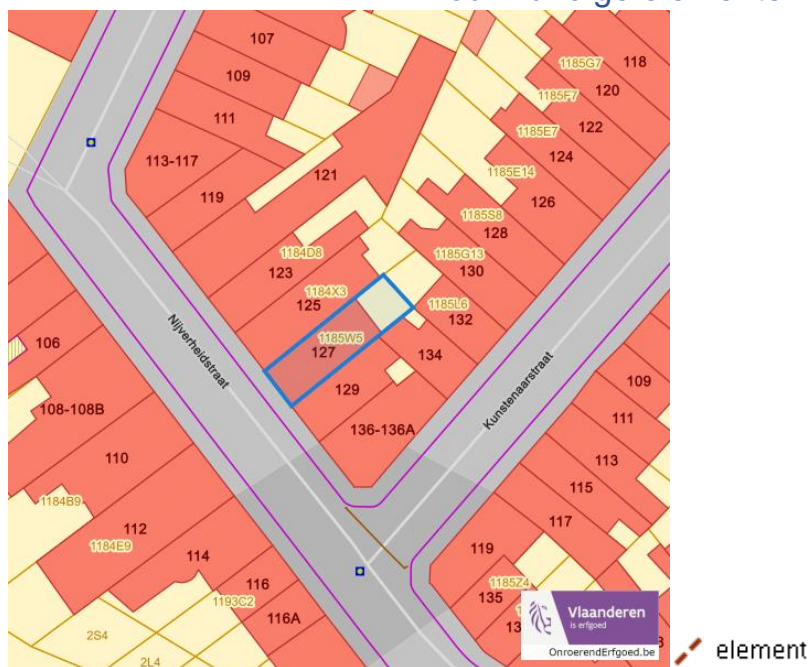 107
118
1185G7
109
120
1185F7
111
122
1185E7
124
113-117
121
1185E14
126
119
1185S8
128
1184D8
1185G13
123
130
1184X3
125
1185L6
132
Nijverheidstraat
1185W5
127
134
106
129
Kunstenaarstraat
109
108-108B
111
136-136A
110
113
115
1184B9
117
112
1184E9
119
114
116
1185Z4
1193C2
135
116A
Vlaanderen
is erfgoed
2S4
OnroerendErfgoed.be
element
2L4